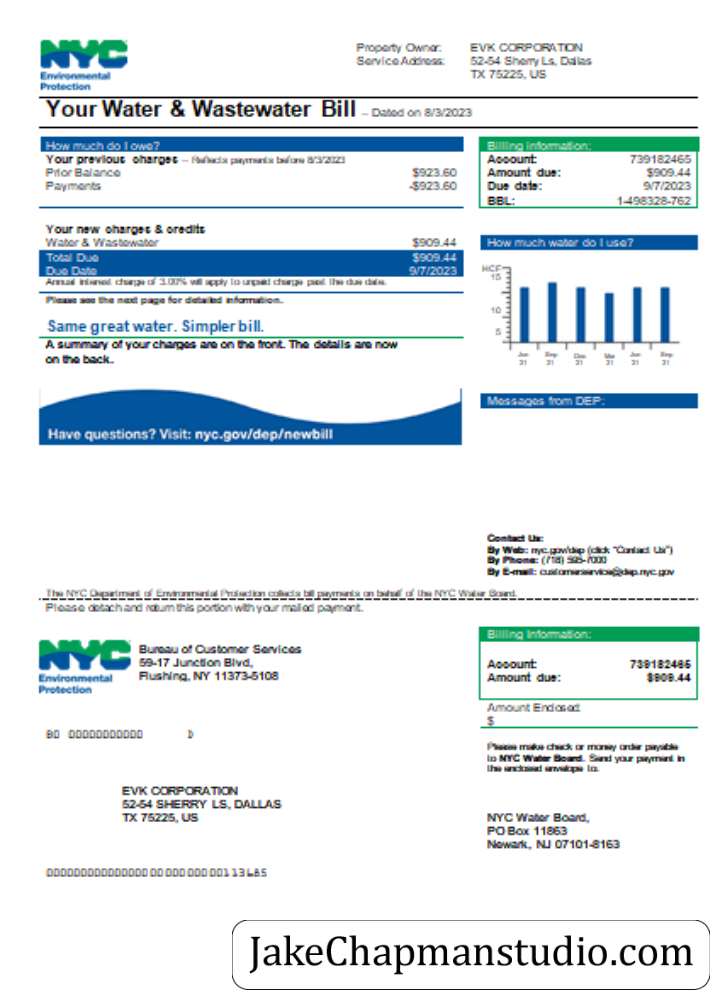 NYC
Environmental
Protection
Property Owner: EVK CORPORATION
Service Address: 52-54 Sherry Ls, Dallas
TX 75225, US
Your Water & Wastewater Bill – Dated on 8/3/2023
How much do I owe?
Your previous charges – Reflects payments before 8/3/2023
Prior Balance $923.60
Payments -$923.60
Your new charges & credits
Water & Wastewater $909.44
Total Due $909.44
Due Date 9/7/2023
Annual interest charge of 3.00% will apply to unpaid charge past the due date.
Please see the next page for detailed information.
Same great water. Simpler bill.
A summary of your charges are on the front. The details are now
on the back.
Have questions? Visit: nyc.gov/dep/newbill
Billing information:
Account: 739182465
Amount due: $909.44
Due date: 9/7/2023
BBL: 1-498328-762
How much water do I use?
HCF
15
10
5
Jun Sep Dec Mar Jun Sep
21 21 21 21 21 21
Messages from DEP:
Contact Us:
By Web: nyc.gov/dep (click "Contact Us")
By Phone: (718) 595-7000
By E-mail: customerservice@dep.nyc.gov
The NYC Department of Environmental Protection collects bill payments on behalf of the NYC Water Board.
Please detach and return this portion with your mailed payment.
NYC
Environmental
Protection
Bureau of Customer Services
59-17 Junction Blvd,
Flushing, NY 11373-5108
Billing Information:
Account: 739182465
Amount due: $909.44
Amount Enclosed:
$
Please make check or money order payable
to NYC Water Board. Send your payment in
the enclosed envelope to.
BO 00000000000 D
EVK CORPORATION
52-54 SHERRY LS, DALLAS
TX 75225, US
NYC Water Board,
PO Box 11863
Newark, NJ 07101-8163
JakeChapmanstudio.com